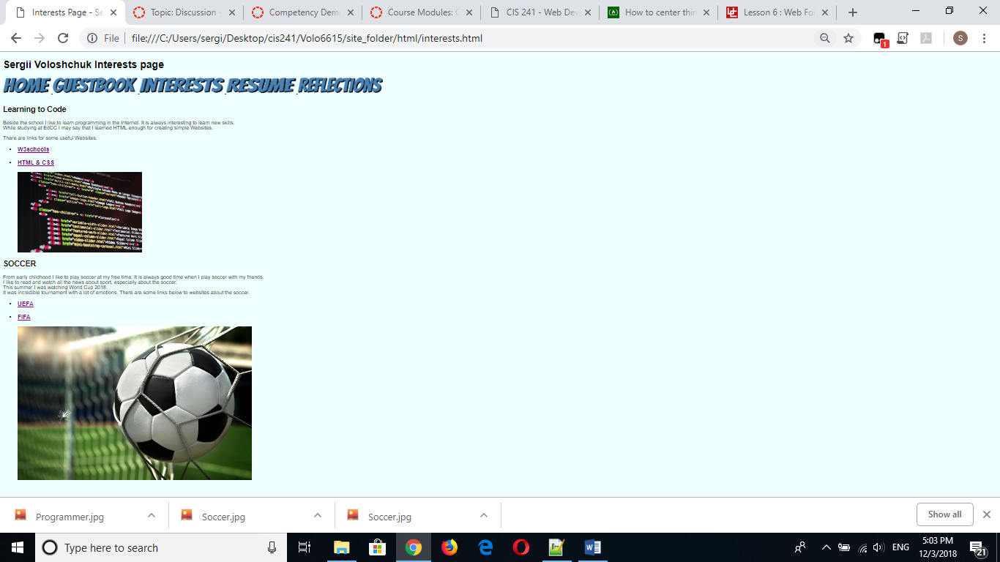 Interests Page - Se
Topic: Discussion -
Competency Dem
Course Modules: C
CIS 241 - Web Dev
How to center thin
Lesson 6 : Web For
File
file:///C:/Users/sergi/Desktop/cis241/Volo6615/site_folder/html/interests.html
1
S
Sergii Voloshchuk Interests page
HOME GUESTBOOK INTERESTS RESUME REFLECTIONS
Learning to Code
Beside the school I like to learn programming in the Internet. It is always interesting to learn new skills.
While studying at EdCC I may say that I learned HTML enough for creating simple Websites.
There are links for some useful Websites:
W3schools
HTML & CSS
SOCCER
From early childhood I like to play soccer at my free time. It is always good time when I play soccer with my friends.
I like to read and watch all the news about sport, especially about the soccer.
This summer I was watching World Cup 2018.
It was incredible tournament with a lot of emotions. There are some links below to websites about the soccer.
UEFA
FIFA
Programmer.jpg
Soccer.jpg
Soccer.jpg
Show all
Type here to search
ENG
5:03 PM
12/3/2018
21